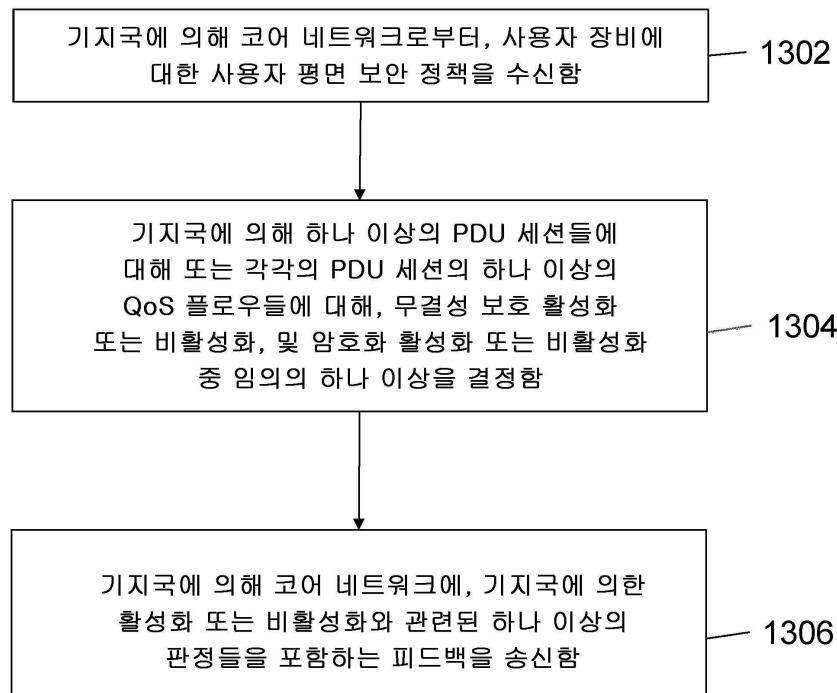 기지국에 의해 코어 네트워크로부터, 사용자 장비에
대한 사용자 평면 보안 정책을 수신함
1302
기지국에 의해 하나 이상의 PDU 세션들에
대해 또는 각각의 PDU 세션의 하나 이상의
QoS 플로우들에 대해, 무결성 보호 활성화
또는 비활성화, 및 암호화 활성화 또는 비활성화
중 임의의 하나 이상을 결정함
1304
기지국에 의해 코어 네트워크에, 기지국에 의한
활성화 또는 비활성화와 관련된 하나 이상의
판정들을 포함하는 피드백을 송신함
1306